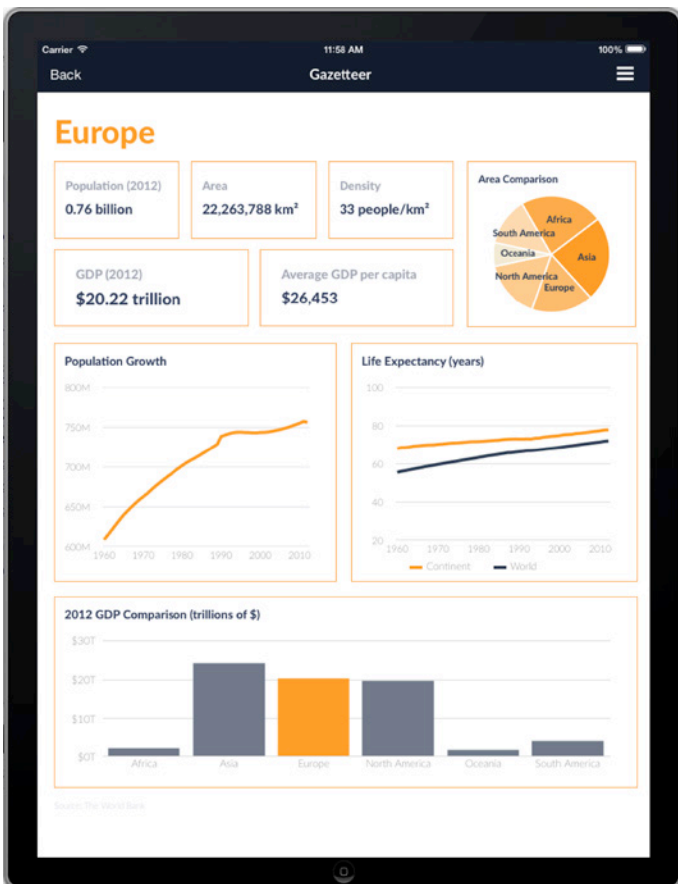 Carrier 11:58 AM 100%
Back Gazetteer
Europe
Population (2012)
0.76 billion
Area
22,263,788 km²
Density
33 people/km²
Area Comparison
Africa
South America
Oceania
Asia
North America
Europe
GDP (2012)
$20.22 trillion
Average GDP per capita
$26,453
Population Growth
800M
750M
700M
650M
600M
1960 1970 1980 1990 2000 2010
Life Expectancy (years)
100
80
60
40
20
1960 1970 1980 1990 2000 2010
Continent World
2012 GDP Comparison (trillions of $)
$30T
$20T
$10T
$0T
Africa Asia Europe North America Oceania South America
Source: The World Bank